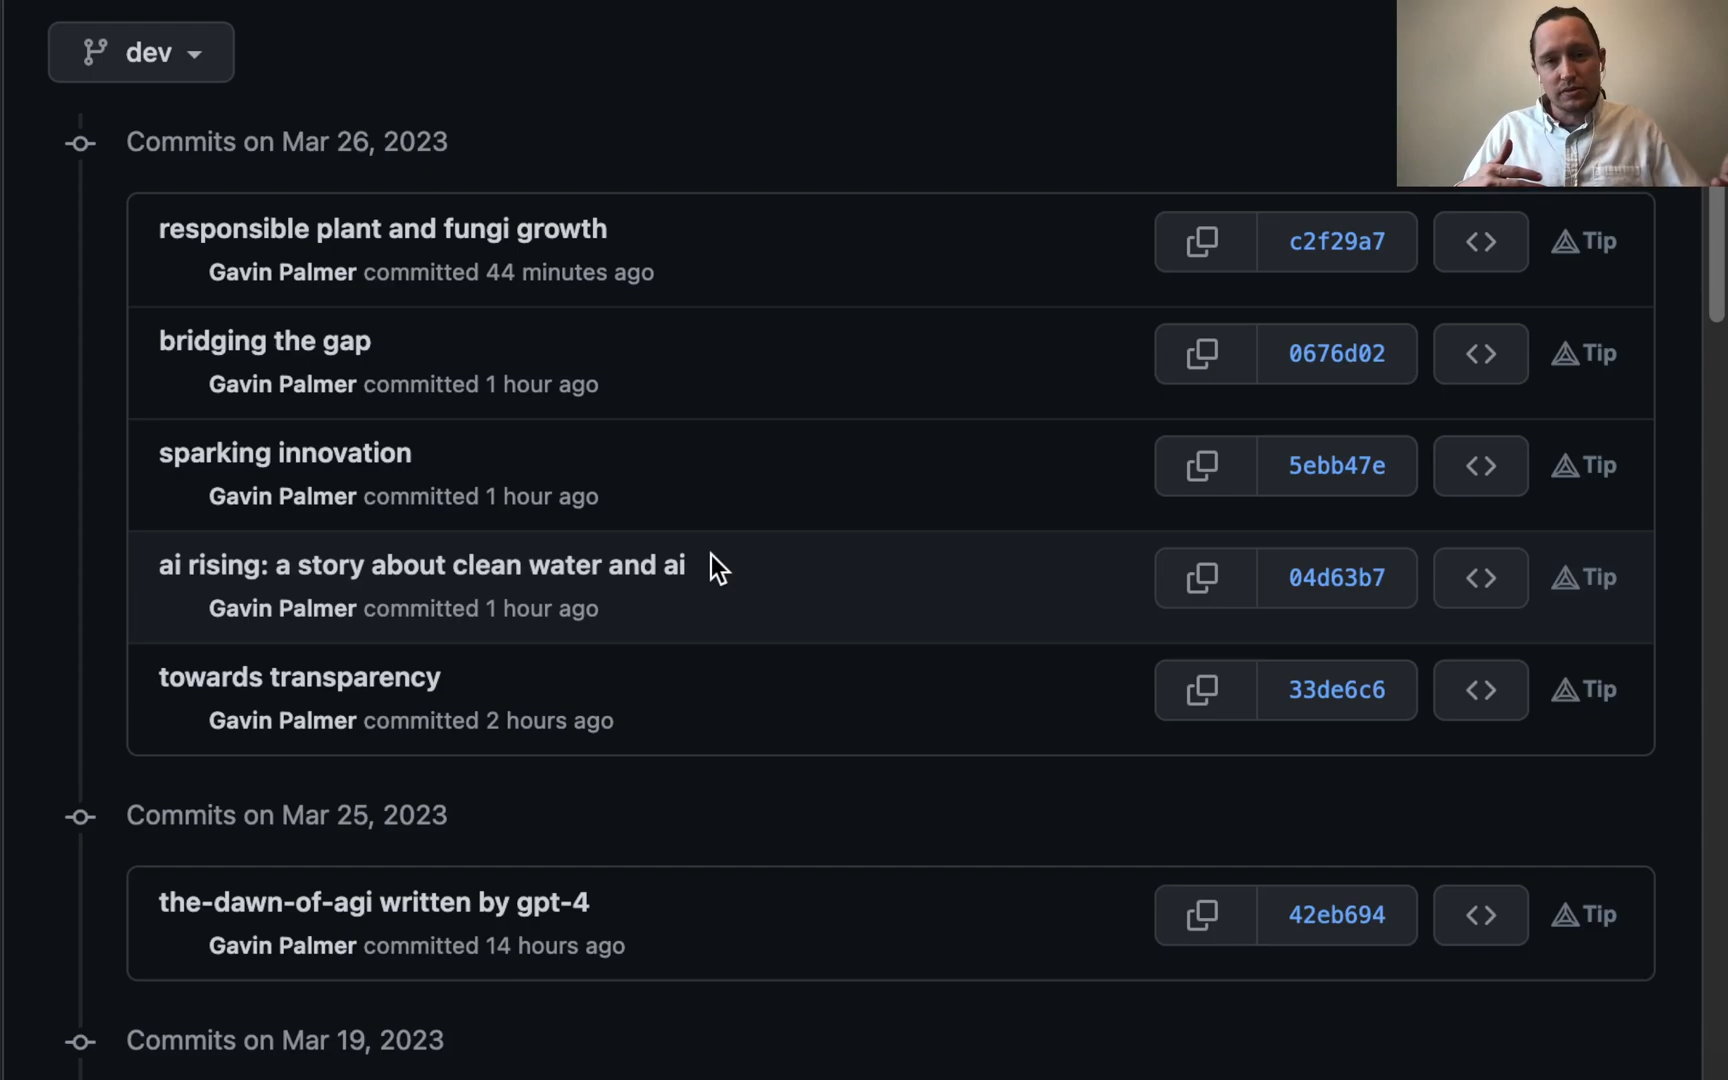 dev
Commits on Mar 26, 2023
responsible plant and fungi growth
Gavin Palmer committed 44 minutes ago
c2f29a7
Tip
bridging the gap
Gavin Palmer committed 1 hour ago
0676d02
Tip
sparking innovation
Gavin Palmer committed 1 hour ago
5ebb47e
Tip
ai rising: a story about clean water and ai
Gavin Palmer committed 1 hour ago
04d63b7
Tip
towards transparency
Gavin Palmer committed 2 hours ago
33de6c6
Tip
Commits on Mar 25, 2023
the-dawn-of-agi written by gpt-4
Gavin Palmer committed 14 hours ago
42eb694
Tip
Commits on Mar 19, 2023